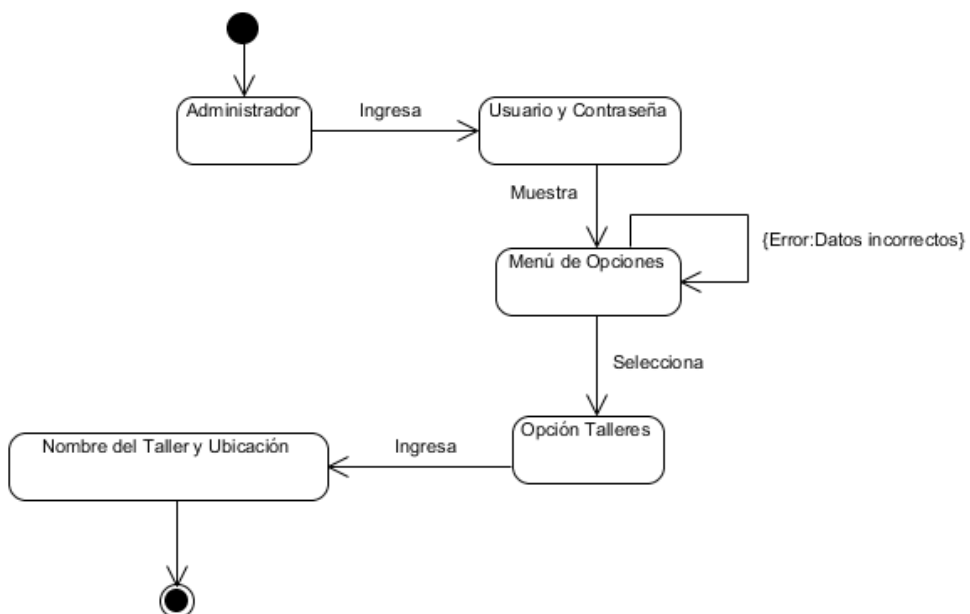 Administrador
Ingresa
Usuario y Contraseña
Muestra
{Error:Datos incorrectos}
Menú de Opciones
Selecciona
Opción Talleres
Ingresa
Nombre del Taller y Ubicación